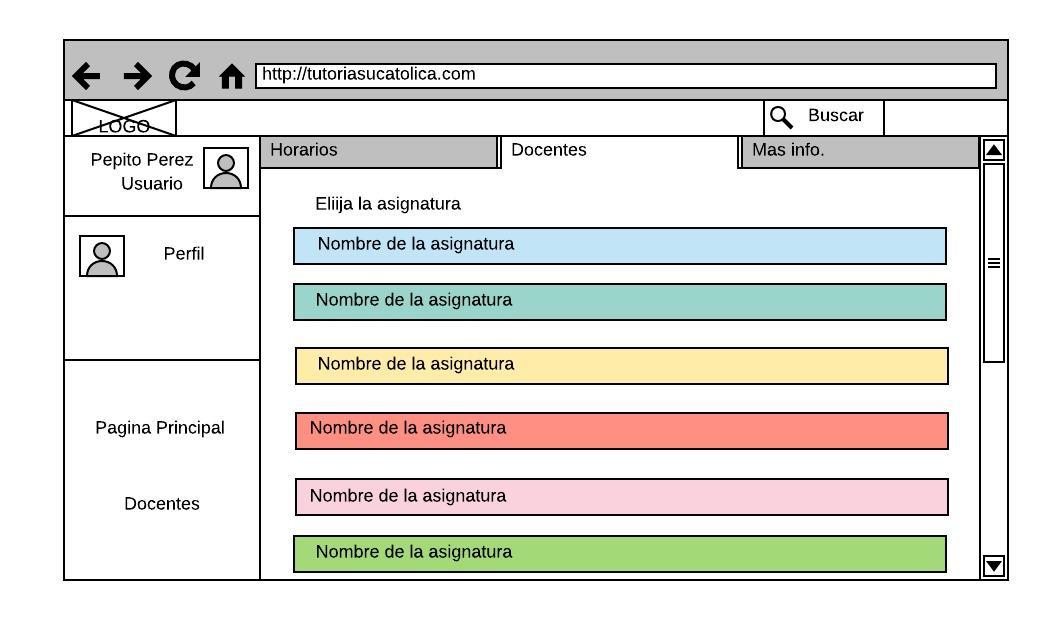 http://tutoriasucatolica.com
LOGO
Buscar
Pepito Perez
Usuario
Horarios
Docentes
Mas info.
Perfil
Pagina Principal
Docentes
Eliija la asignatura
Nombre de la asignatura
Nombre de la asignatura
Nombre de la asignatura
Nombre de la asignatura
Nombre de la asignatura
Nombre de la asignatura